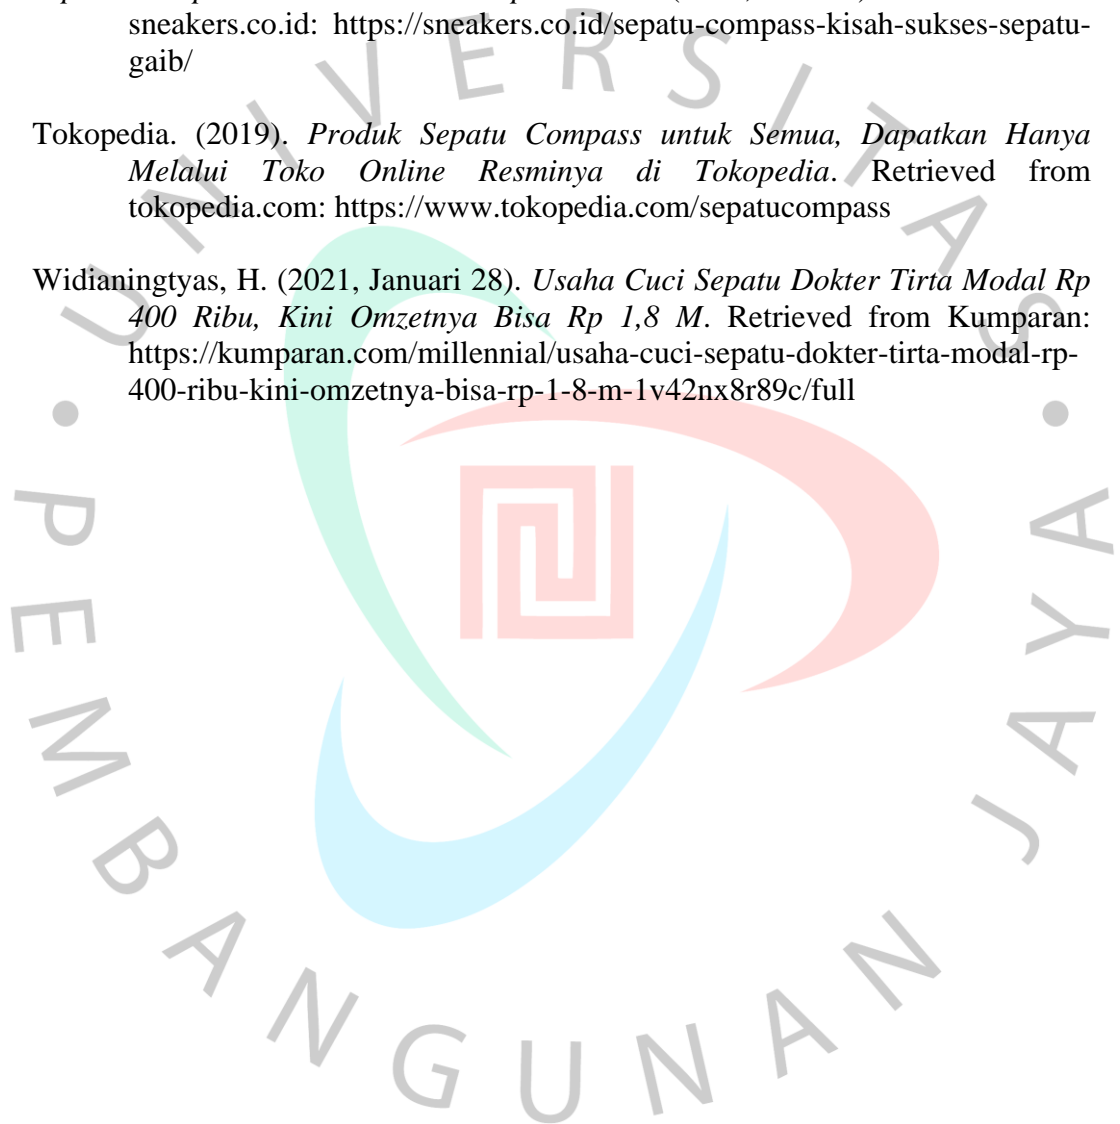 sneakers.co.id: https://sneakers.co.id/sepatu-compass-kisah-sukses-sepatu-
gaib/
Tokopedia. (2019). Produk Sepatu Compass untuk Semua, Dapatkan Hanya
Melalui Toko Online Resminya di Tokopedia. Retrieved from
tokopedia.com: https://www.tokopedia.com/sepatucompass
Widianingtyas, H. (2021, Januari 28). Usaha Cuci Sepatu Dokter Tirta Modal Rp
400 Ribu, Kini Omzetnya Bisa Rp 1,8 M. Retrieved from Kumparan:
https://kumparan.com/millennial/usaha-cuci-sepatu-dokter-tirta-modal-rp-
400-ribu-kini-omzetnya-bisa-rp-1-8-m-1v42nx8r89c/full
UNIVERSITAS
PEMBANGUNAN JAYA